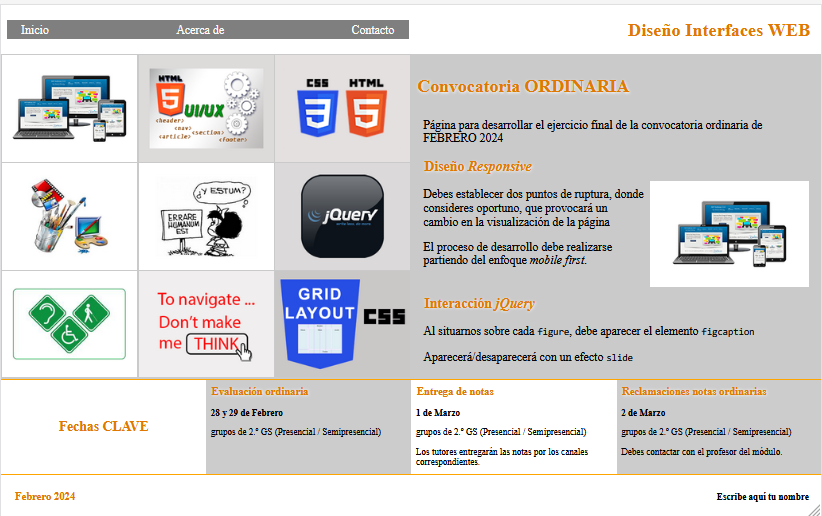 Inicio
Acerca de
Contacto
Diseño Interfaces WEB
HTML
5
UI/UX
<header>
<nav>
<section>
<article>
<footer>
CSS
HTML
3
5
¿Y ESTUM?
ERRARE
HUMANUM
EST
jQuery
To navigate ...
Don't make
me THINK
GRID
LAYOUT
CSS
Convocatoria ORDINARIA
Página para desarrollar el ejercicio final de la convocatoria ordinaria de
FEBRERO 2024
Diseño Responsive
Debes establecer dos puntos de ruptura, donde
consideres oportuno, que provocará un
cambio en la visualización de la página
El proceso de desarrollo debe realizarse
partiendo del enfoque mobile first.
Interacción jQuery
Al situarnos sobre cada figure, debe aparecer el elemento figcaption
Aparecerá/desaparecerá con un efecto slide
Fechas CLAVE
Evaluación ordinaria
28 y 29 de Febrero
grupos de 2.º GS (Presencial / Semipresencial)
Entrega de notas
1 de Marzo
grupos de 2.º GS (Presencial / Semipresencial)
Los tutores entregarán las notas por los canales
correspondientes.
Reclamaciones notas ordinarias
2 de Marzo
grupos de 2.º GS (Presencial / Semipresencial)
Debes contactar con el profesor del módulo.
Febrero 2024
Escribe aquí tu nombre